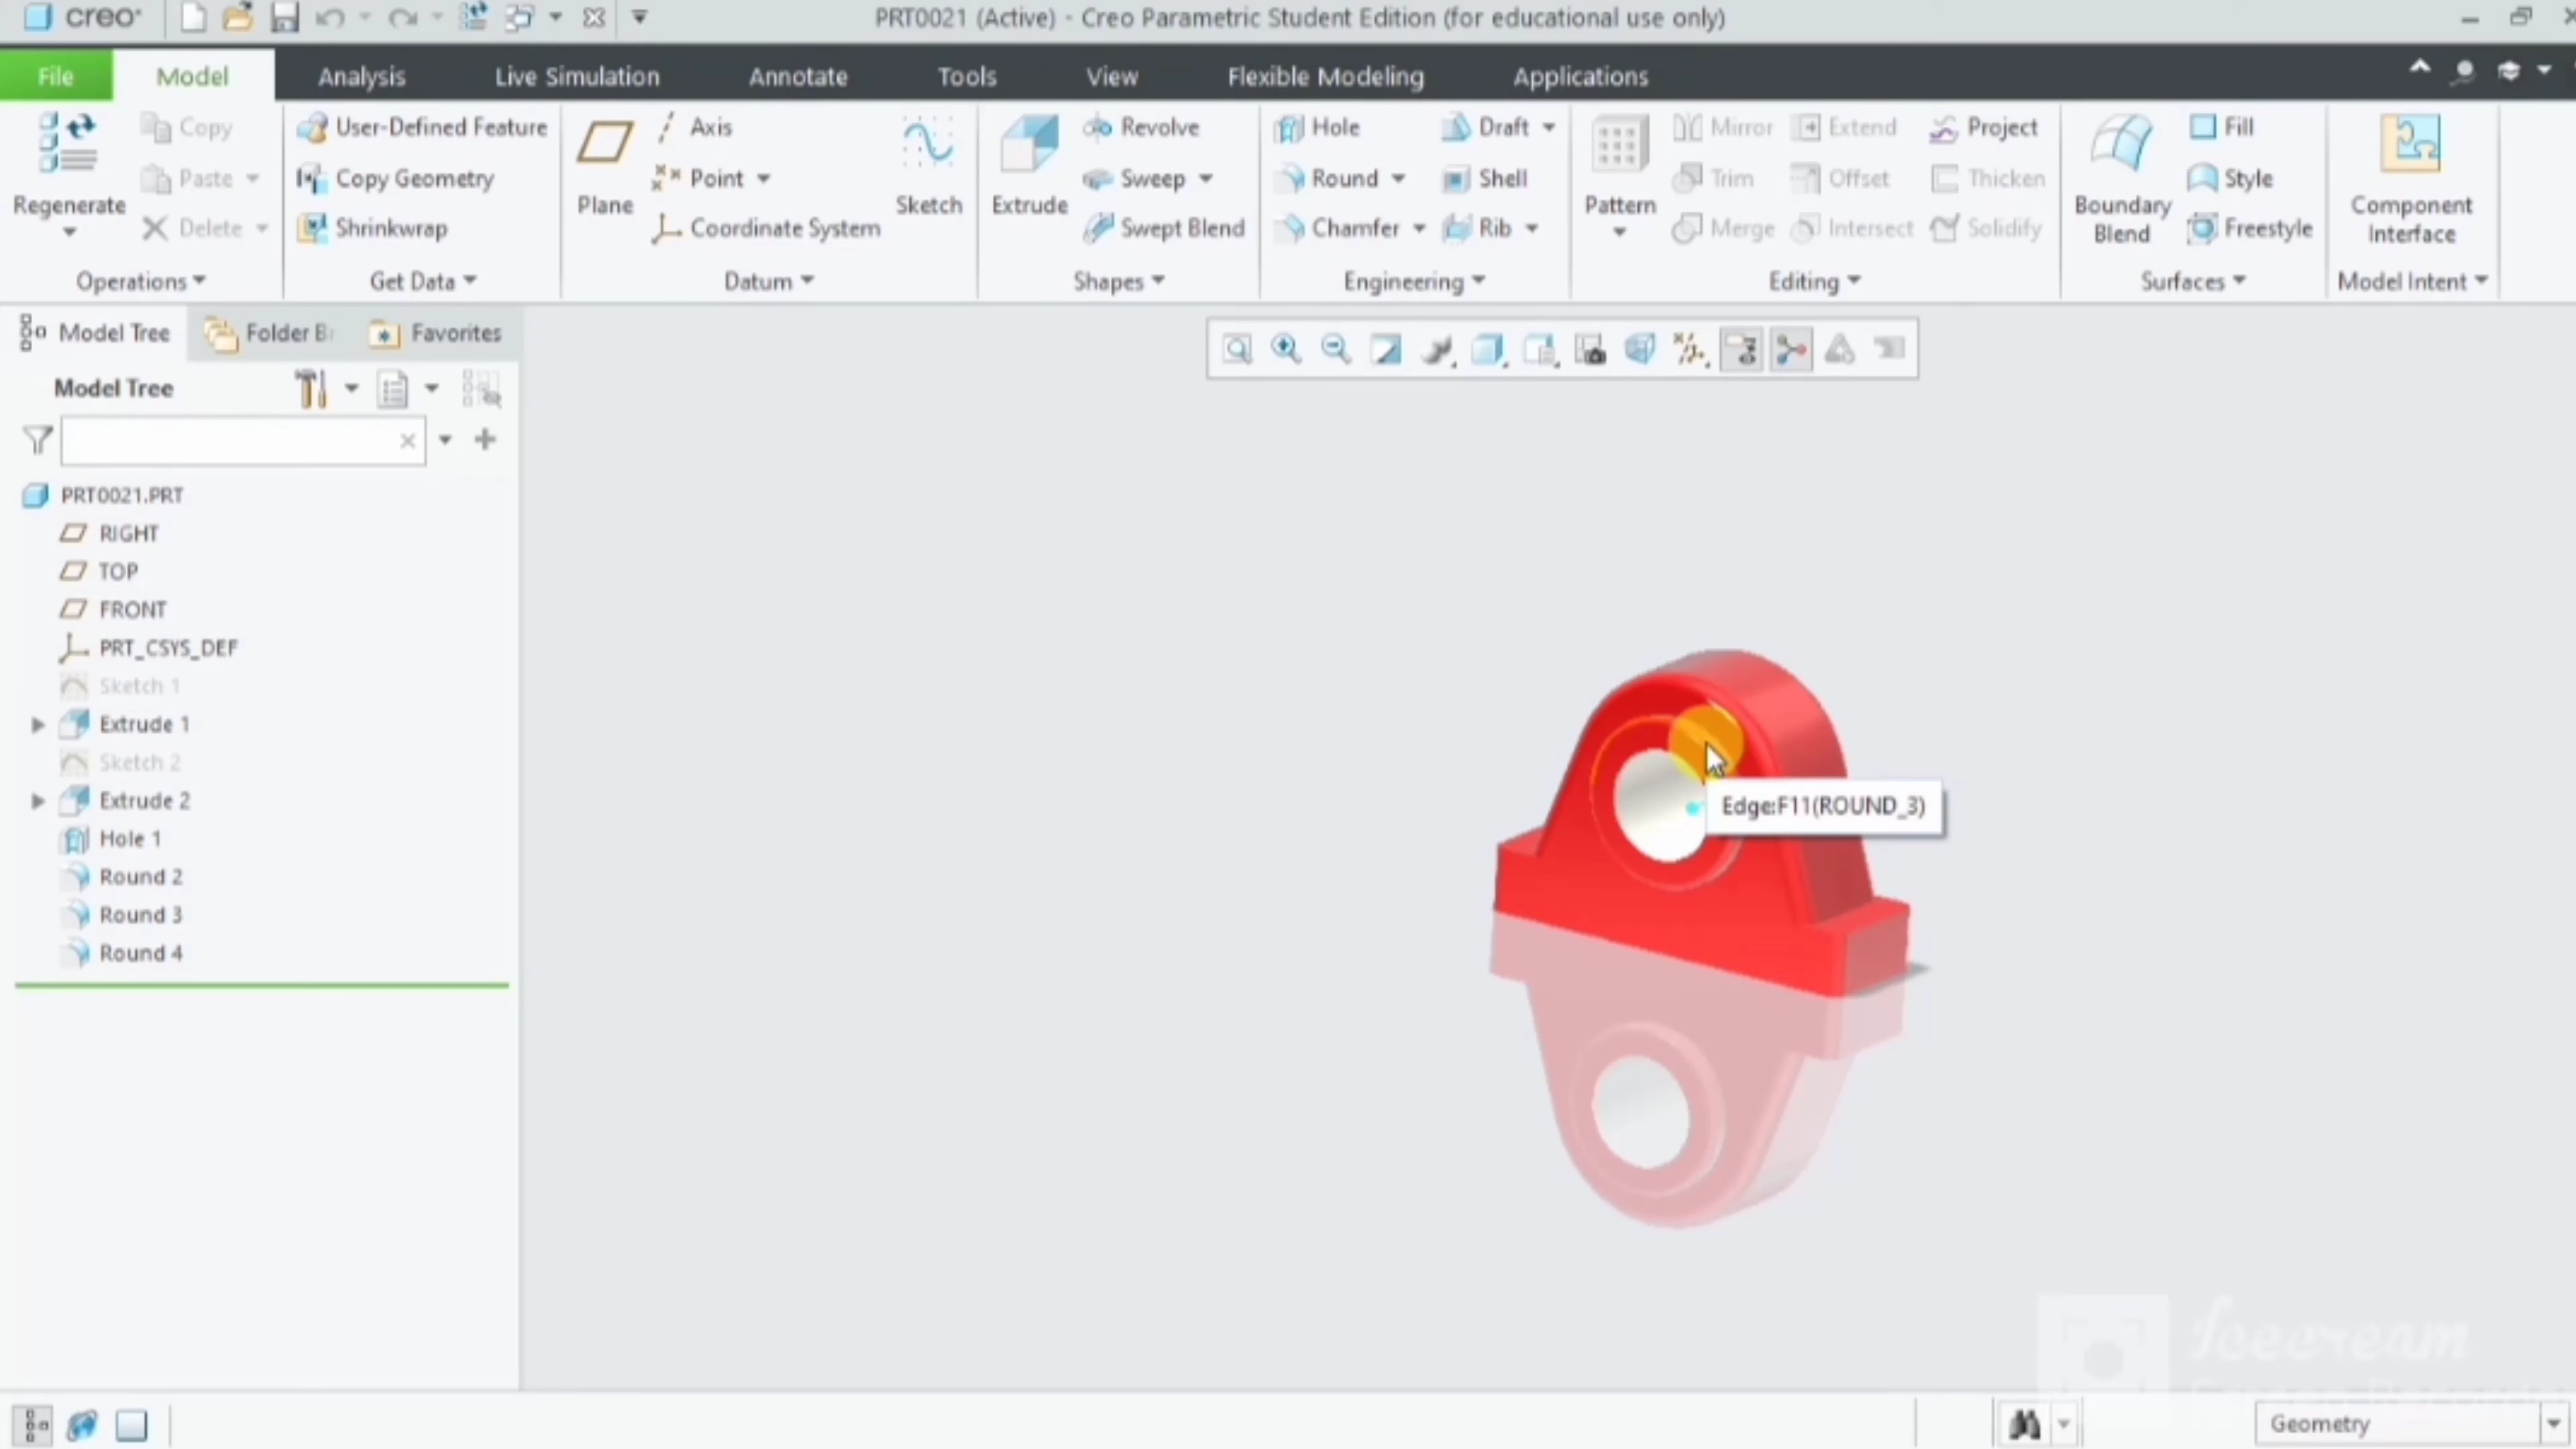 creo
PRT0021 (Active) - Creo Parametric Student Edition (for educational use only)
File Model Analysis Live Simulation Annotate Tools View Flexible Modeling Applications
Regenerate
Copy
Paste
Delete
Operations
User-Defined Feature
Copy Geometry
Shrinkwrap
Get Data
Plane
Axis
Point
Coordinate System
Sketch
Datum
Extrude
Revolve
Sweep
Swept Blend
Shapes
Hole
Round
Chamfer
Draft
Shell
Rib
Engineering
Pattern
Mirror
Trim
Merge
Extend
Offset
Intersect
Project
Thicken
Solidify
Editing
Boundary
Blend
Fill
Style
Freestyle
Surfaces
Component
Interface
Model Intent
Model Tree Folder Br Favorites
Model Tree
PRT0021.PRT
RIGHT
TOP
FRONT
PRT_CSYS_DEF
Sketch 1
Extrude 1
Sketch 2
Extrude 2
Hole 1
Round 2
Round 3
Round 4
Edge:F11(ROUND_3)
Icecream
Geometry